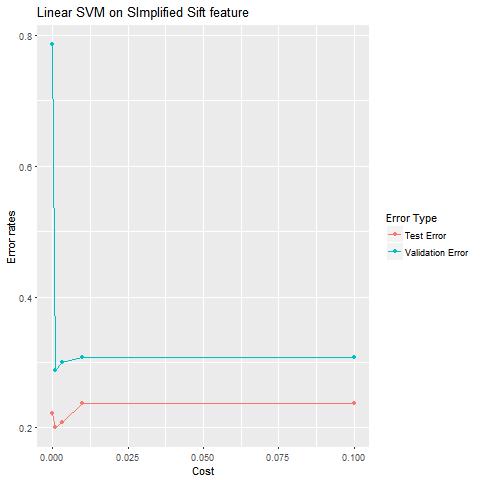 Linear SVM on SImplified Sift feature
0.8
0.6
0.4
0.2
Error rates
0.000 0.025 0.050 0.075 0.100
Cost
Error Type
Test Error
Validation Error